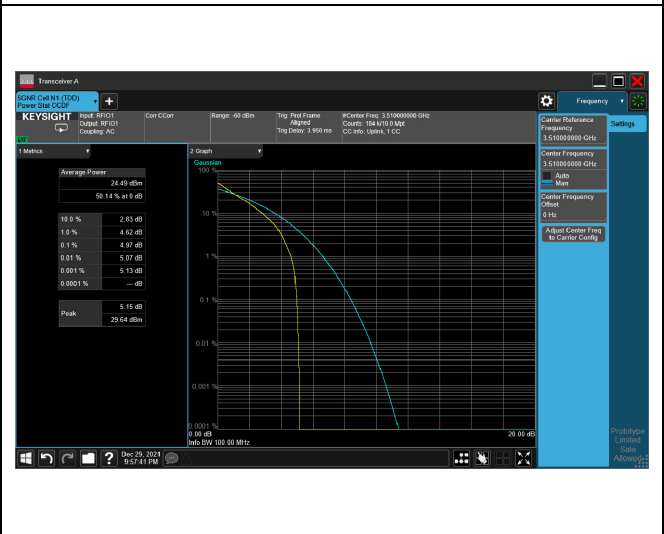 Transceiver A
5GNR Cell N1 (TDD)
Power Stat CCDF
Frequency
KEYSIGHT
Input: RFIO1
Output: RFIO1
Coupling: AC
Corr CCorr
Range: -60 dBm
Trig: Prot Frame
Aligned
Trig Delay: 3.950 ms
#Center Freq: 3.510000000 GHz
Counts: 184 k/10.0 Mpt
CC Info: Uplink, 1 CC
1 Metrics
Average Power
24.49 dBm
50.14 % at 0 dB
10.0 % 2.83 dB
1.0 % 4.62 dB
0.1 % 4.97 dB
0.01 % 5.07 dB
0.001 % 5.13 dB
0.0001 % --- dB
Peak
5.15 dB
29.64 dBm
2 Graph
Gaussian
100 %
10 %
1 %
0.1 %
0.01 %
0.001 %
0.0001 %
0.00 dB
20.00 dB
Info BW 100.00 MHz
Carrier Reference
Frequency
3.510000 GHz
Center Frequency
3.510000000 GHz
Auto
Man
Center Frequency
Offset
0 Hz
Adjust Center Freq
to Carrier Config
Settings
Prototype
Limited
Sale
Allowed
Dec 29, 2021
9:57:41 PM